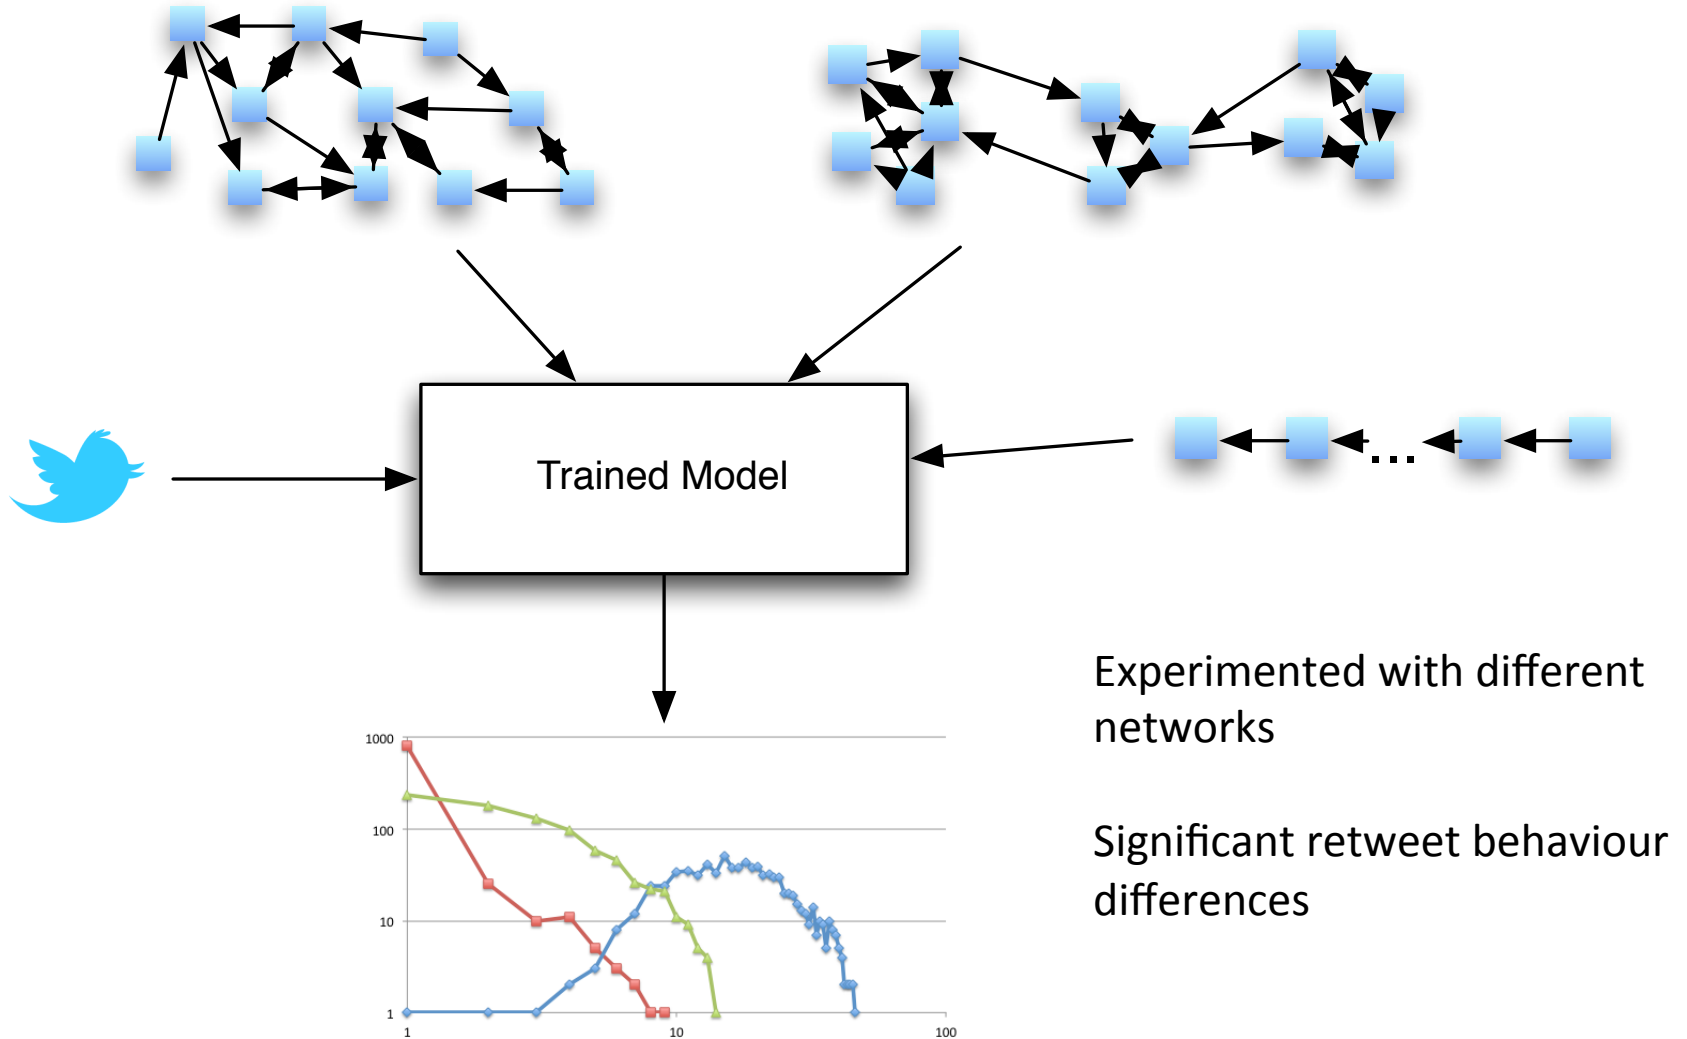 ...
Trained Model
Experimented with different
networks
Significant retweet behaviour
differences
1000
100
10
1
1 10 100